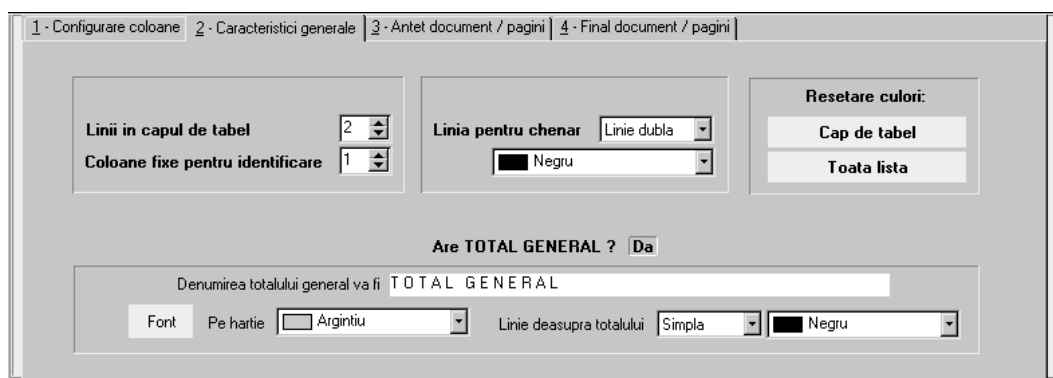 1 - Configurare coloane 2 - Caracteristici generale 3 - Antet document / pagini 4 - Final document / pagini
Linii in capul de tabel 2
Coloane fixe pentru identificare 1
Linia pentru chenar Linie dubla
Negru
Resetare culori:
Cap de tabel
Toata lista
Are TOTAL GENERAL ? Da
Denumirea totalului general va fi T O T A L   G E N E R A L
Font Pe hartie Argintiu Linie deasupra totalului Simpla Negru